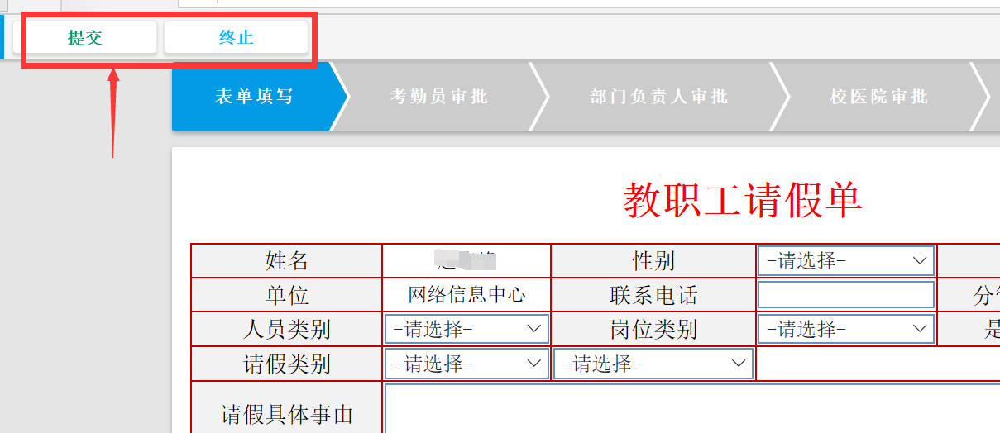 提交 终止
表单填写 考勤员审批 部门负责人审批 校医院审批
教职工请假单
姓名 性别 -请选择-
单位 网络信息中心 联系电话
人员类别 -请选择- 岗位类别 -请选择-
请假类别 -请选择- -请选择-
请假具体事由